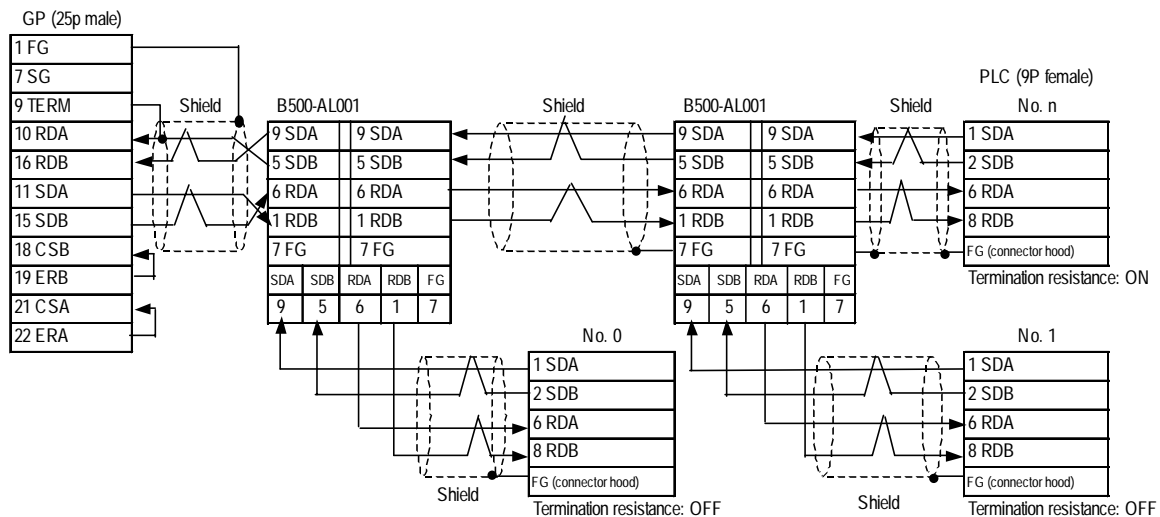 GP (25p male)
1 FG
7 SG
9 TERM
10 RDA
16 RDB
11 SDA
15 SDB
18 CSB
19 ERB
21 CSA
22 ERA
Shield
B500-AL001
9 SDA 9 SDA
5 SDB 5 SDB
6 RDA 6 RDA
1 RDB 1 RDB
7 FG 7 FG
SDA SDB RDA RDB FG
9 5 6 1 7
Shield
B500-AL001
9 SDA 9 SDA
5 SDB 5 SDB
6 RDA 6 RDA
1 RDB 1 RDB
7 FG 7 FG
SDA SDB RDA RDB FG
9 5 6 1 7
Shield
PLC (9P female)
No. n
1 SDA
2 SDB
6 RDA
8 RDB
FG (connector hood)
Termination resistance: ON
No. 0
1 SDA
2 SDB
6 RDA
8 RDB
FG (connector hood)
Shield
Termination resistance: OFF
No. 1
1 SDA
2 SDB
6 RDA
8 RDB
FG (connector hood)
Shield
Termination resistance: OFF